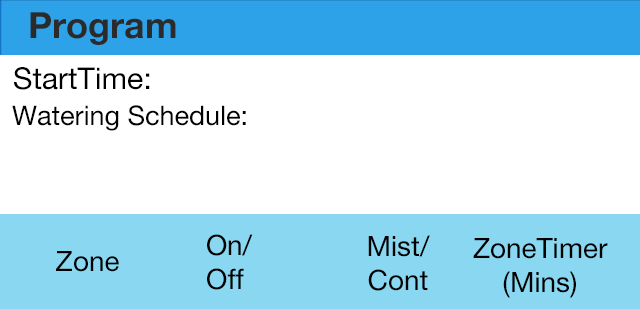 Program
StartTime:
Watering Schedule:
Zone
On/
Off
Mist/
Cont
ZoneTimer
(Mins)